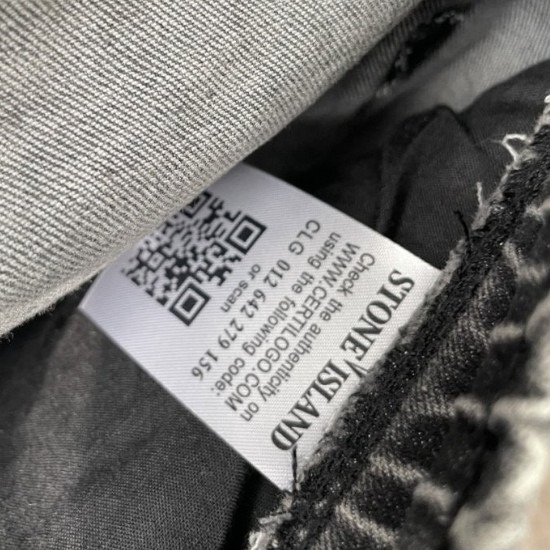 STONE ISLAND
Check the authenticity on
WWW.CERTILOGO.COM
using the following code:
CLG 012 642 279 156
or scan